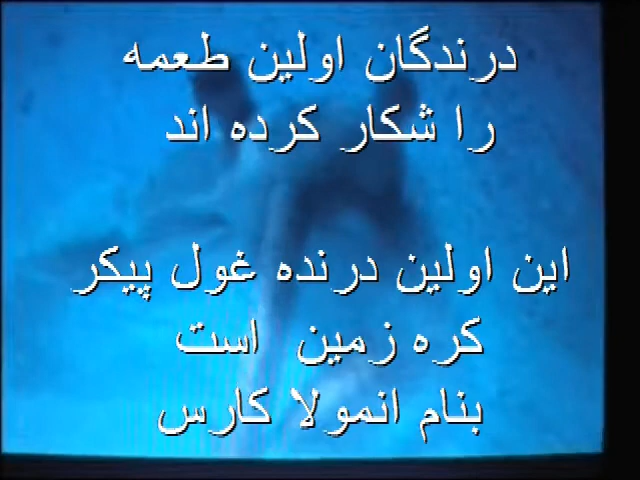 درندگان اولین طعمه
را شکار کرده اند
این اولین درنده غول پیکر
کره زمین است
بنام انمولا کارس